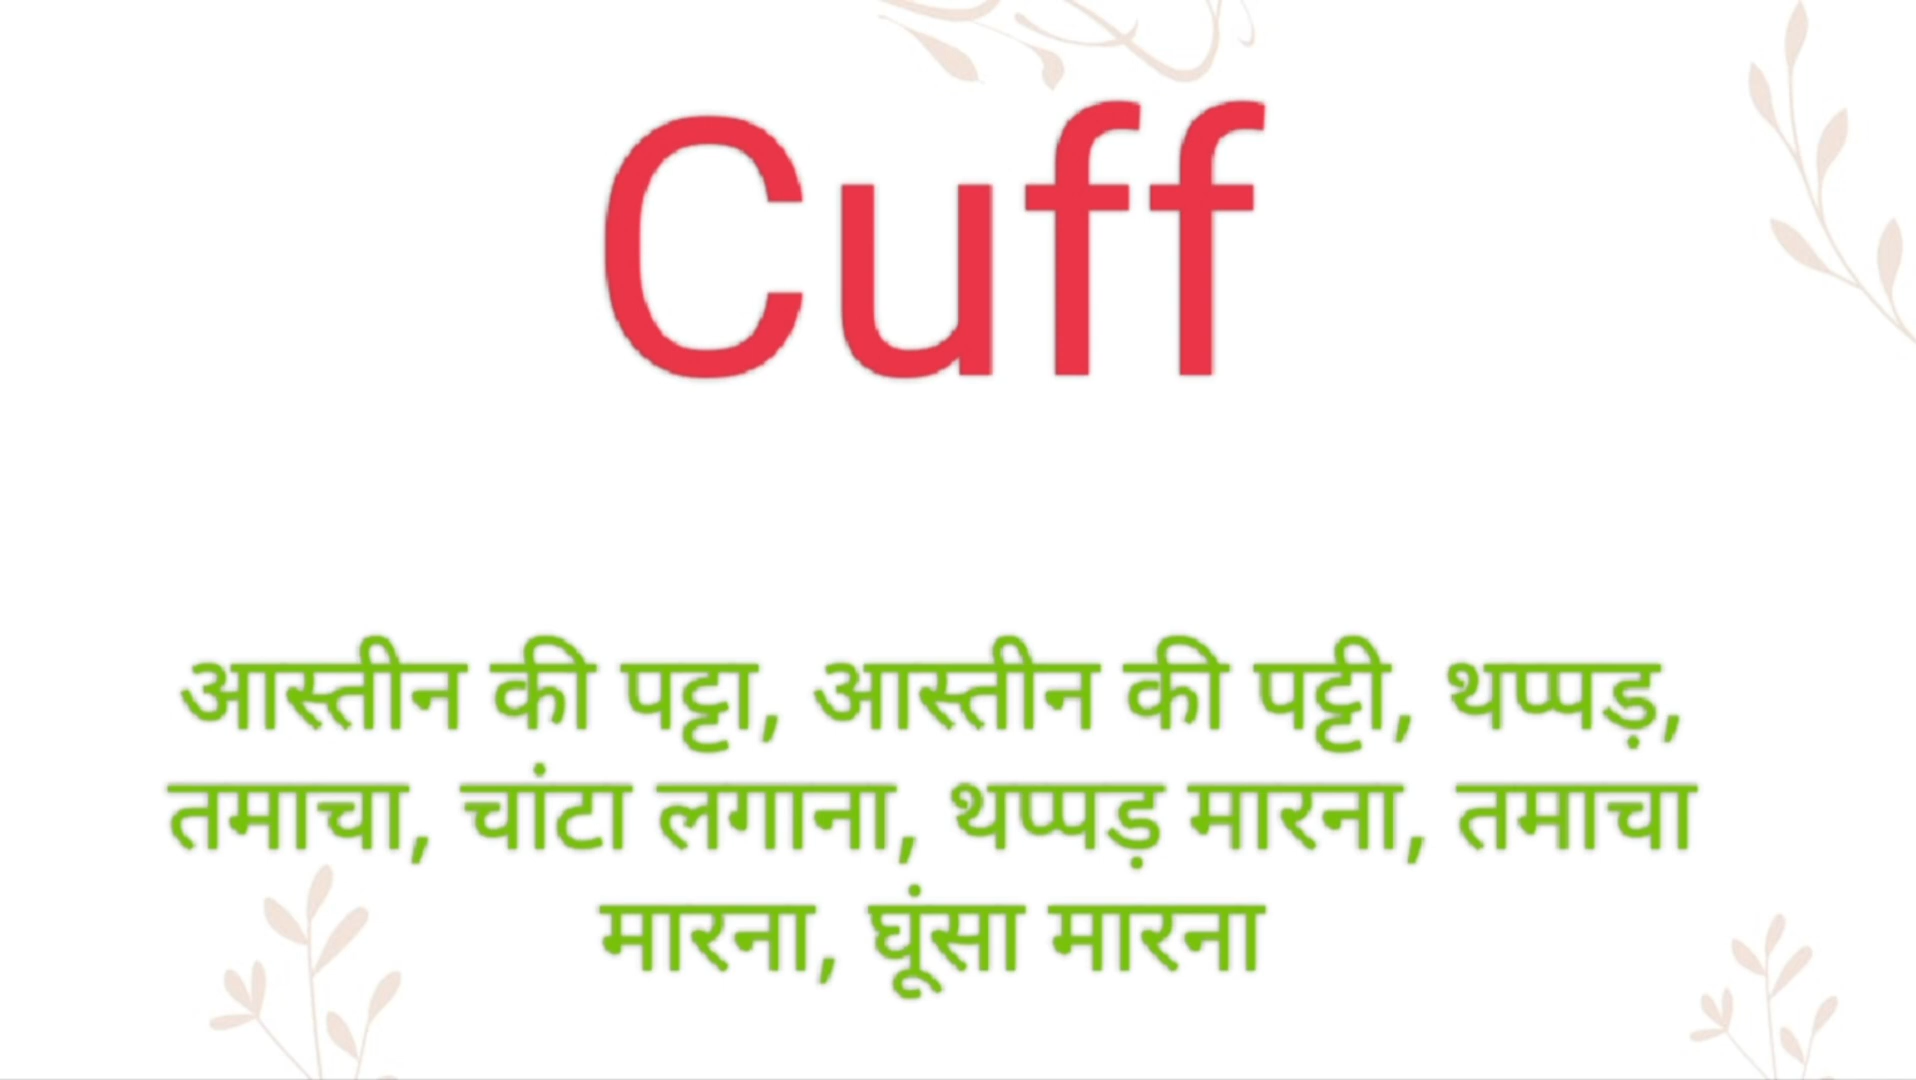 Cuff
आस्तीन की पट्टा, आस्तीन की पट्टी, थप्पड़,
तमाचा, चांटा लगाना, थप्पड़ मारना, तमाचा
मारना, घूंसा मारना